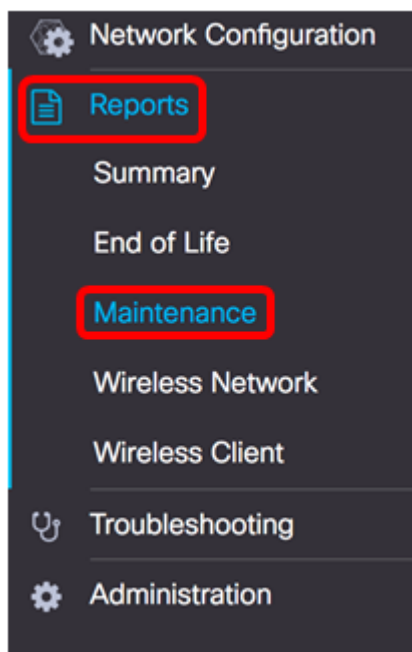 Network Configuration
Reports
Summary
End of Life
Maintenance
Wireless Network
Wireless Client
Troubleshooting
Administration